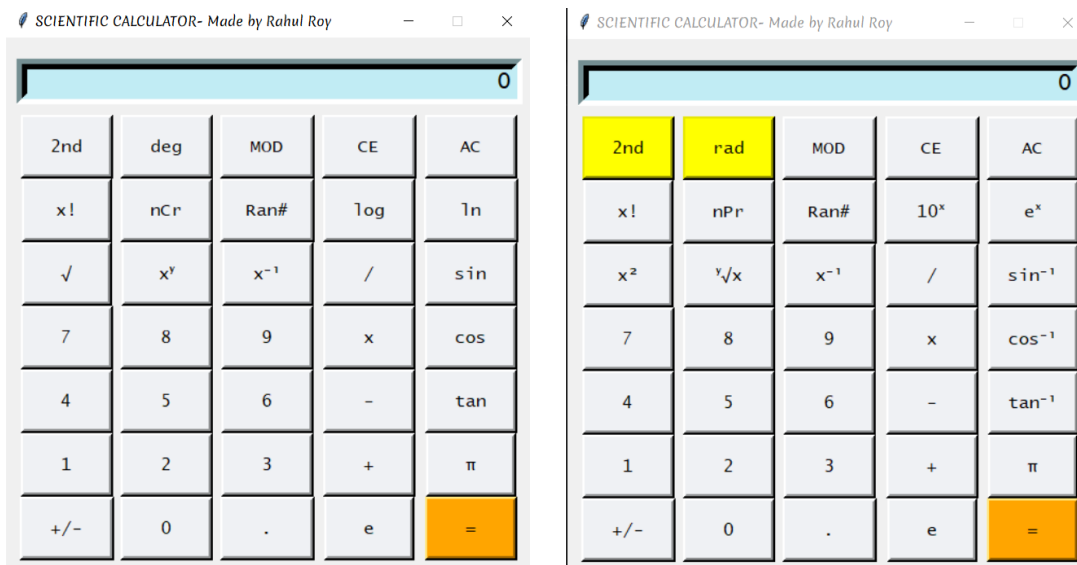 SCIENTIFIC CALCULATOR- Made by Rahul Roy
0
2nd deg MOD CE AC
x! nCr Ran# log ln
√ xʸ x⁻¹ / sin
7 8 9 x cos
4 5 6 - tan
1 2 3 + π
+/- 0 . e =
SCIENTIFIC CALCULATOR- Made by Rahul Roy
0
2nd rad MOD CE AC
x! nPr Ran# 10ˣ eˣ
x² ʸ√x x⁻¹ / sin⁻¹
7 8 9 x cos⁻¹
4 5 6 - tan⁻¹
1 2 3 + π
+/- 0 . e =